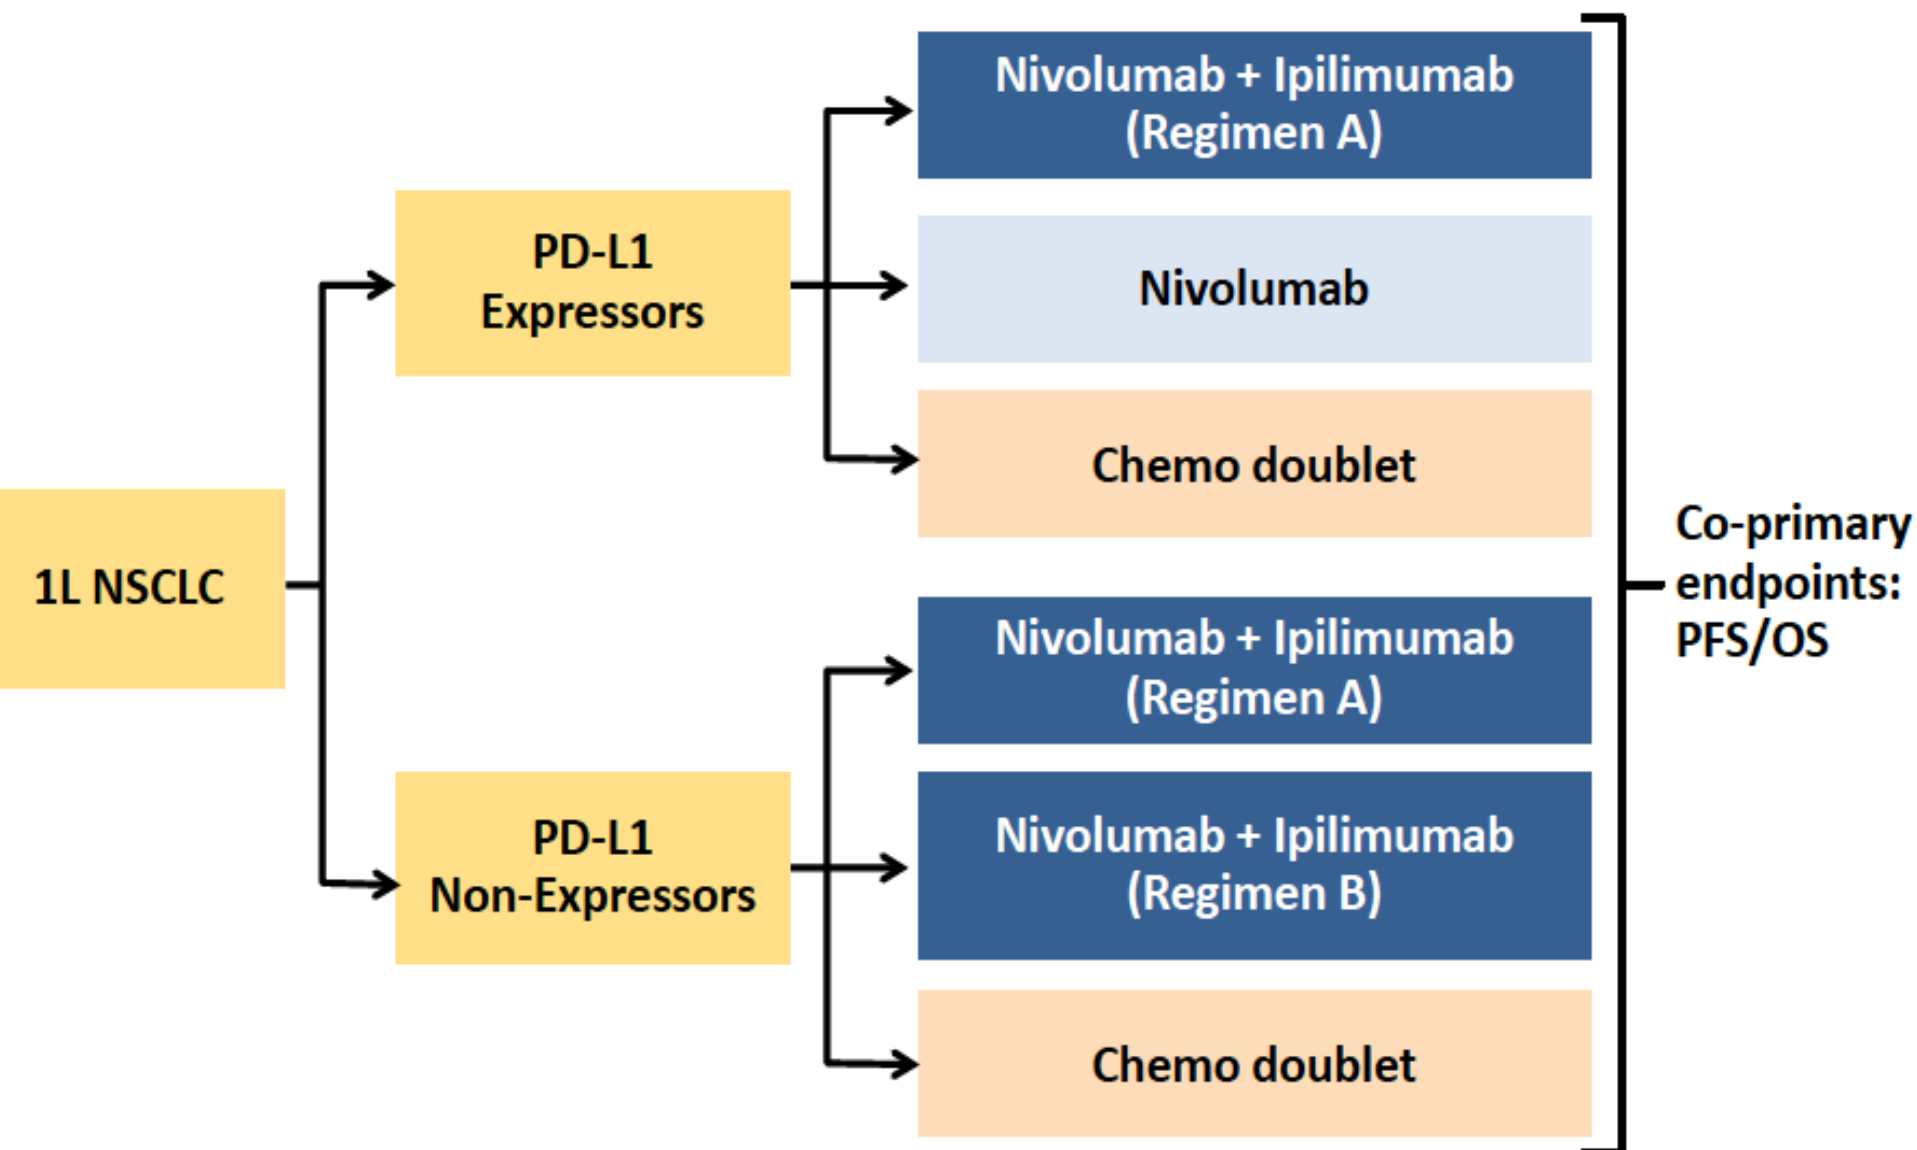 1L NSCLC
PD-L1
Expressors
Nivolumab + Ipilimumab
(Regimen A)
Nivolumab
Chemo doublet
PD-L1
Non-Expressors
Nivolumab + Ipilimumab
(Regimen A)
Nivolumab + Ipilimumab
(Regimen B)
Chemo doublet
Co-primary
endpoints:
PFS/OS